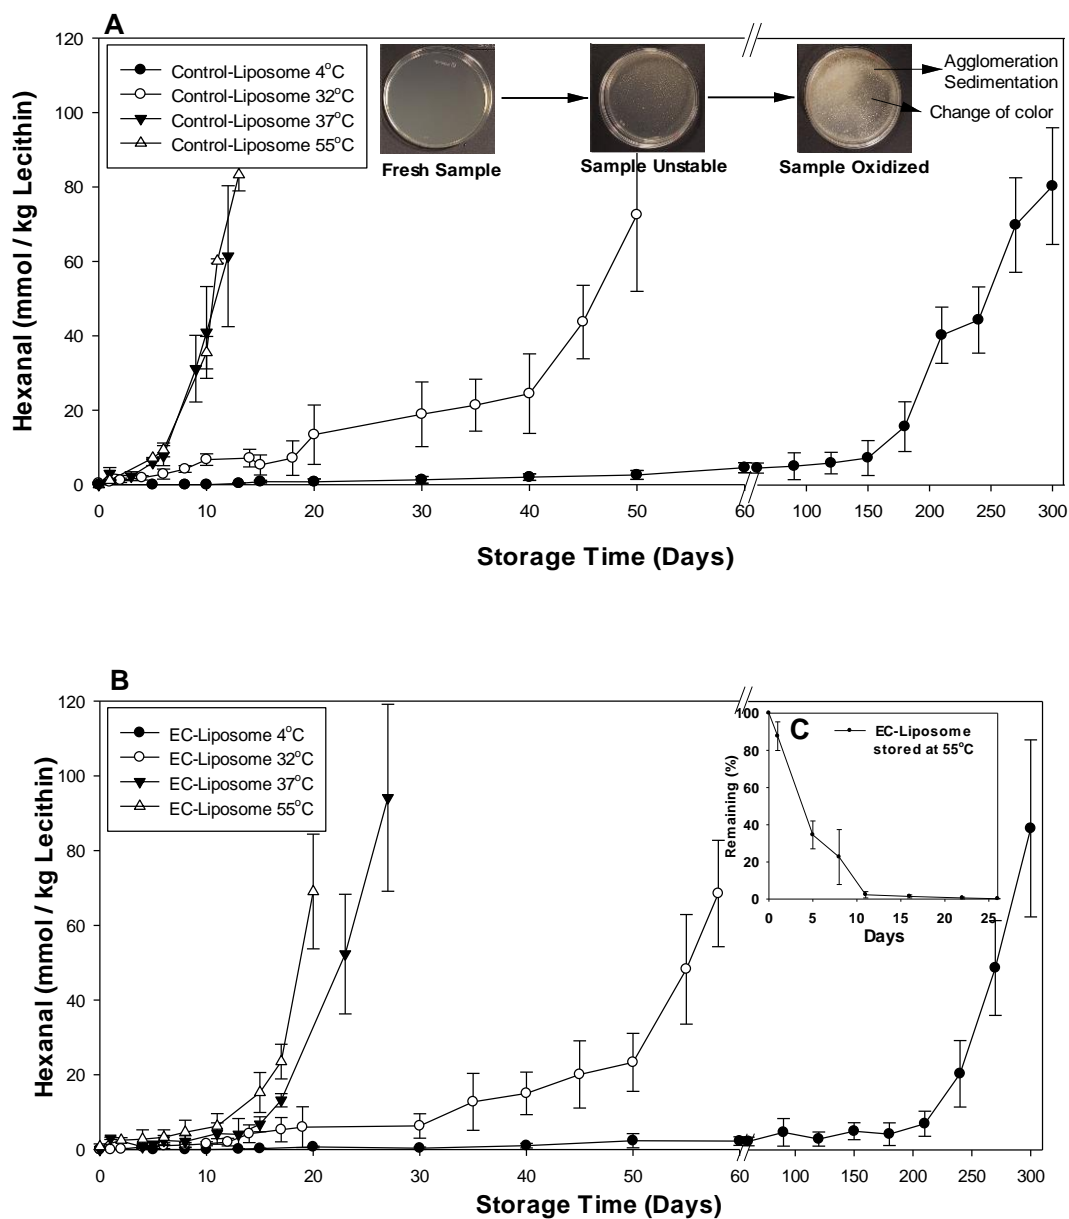 A
120
100
80
60
40
20
0
Hexanal (mmol / kg Lecithin)
Control-Liposome 4°C
Control-Liposome 32°C
Control-Liposome 37°C
Control-Liposome 55°C
Fresh Sample
Sample Unstable
Sample Oxidized
Agglomeration
Sedimentation
Change of color
0 10 20 30 40 50 60 100 150 200 250 300
Storage Time (Days)
B
120
100
80
60
40
20
0
Hexanal (mmol / kg Lecithin)
EC-Liposome 4°C
EC-Liposome 32°C
EC-Liposome 37°C
EC-Liposome 55°C
C
EC-Liposome
stored at 55°C
100
80
60
40
20
0
Remaining (%)
0 5 10 15 20 25
Days
0 10 20 30 40 50 60 100 150 200 250 300
Storage Time (Days)